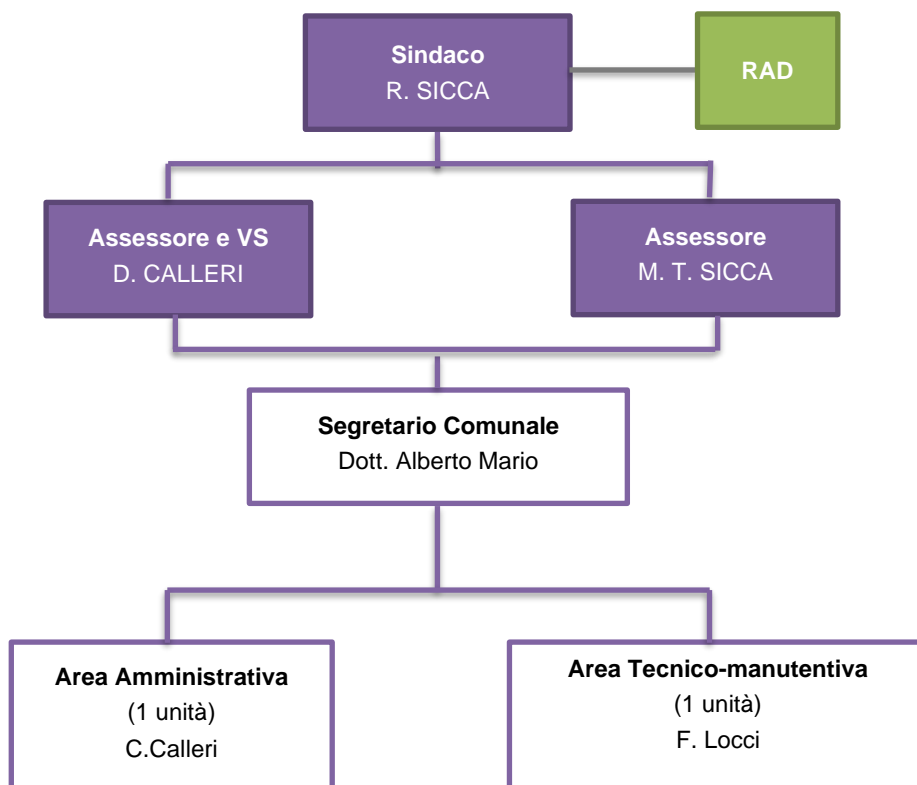 Sindaco
R. SICCA
RAD
Assessore e VS
D. CALLERI
Assessore
M. T. SICCA
Segretario Comunale
Dott. Alberto Mario
Area Amministrativa
(1 unità)
C.Calleri
Area Tecnico-manutentiva
(1 unità)
F. Locci